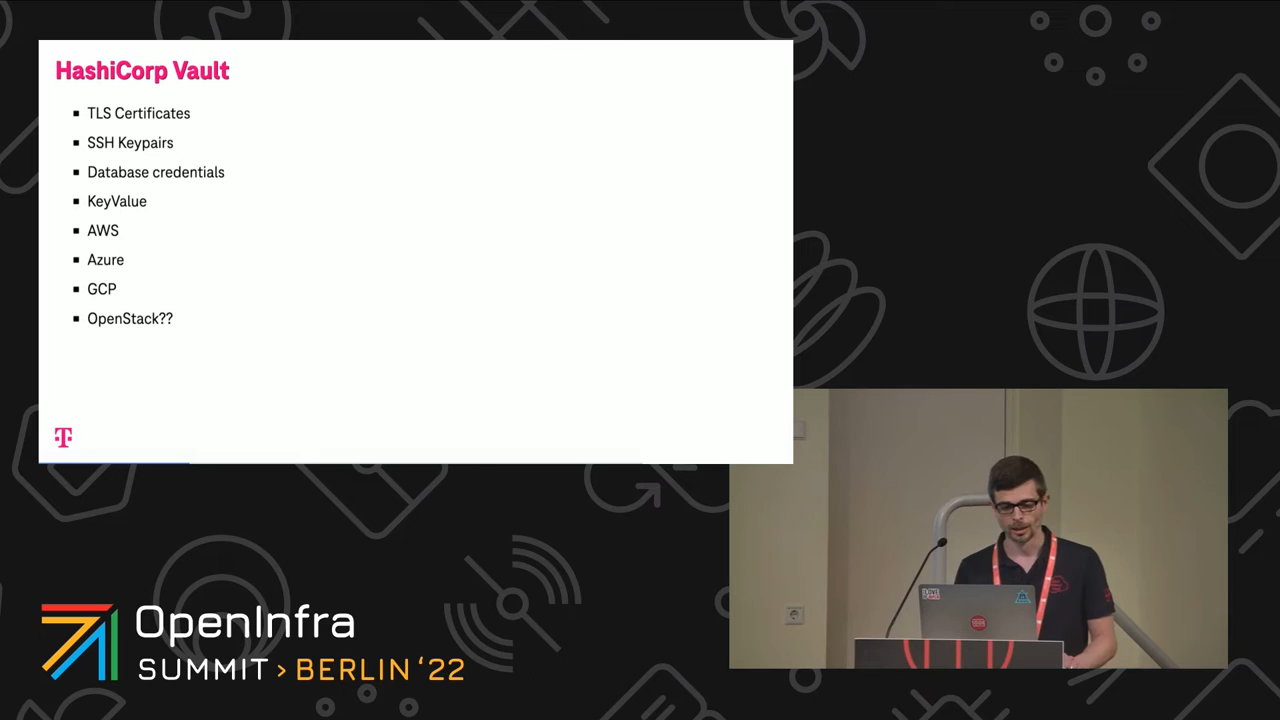 HashiCorp Vault
▪ TLS Certificates
▪ SSH Keypairs
▪ Database credentials
▪ KeyValue
▪ AWS
▪ Azure
▪ GCP
▪ OpenStack??
T
OpenInfra
SUMMIT > BERLIN ‘22